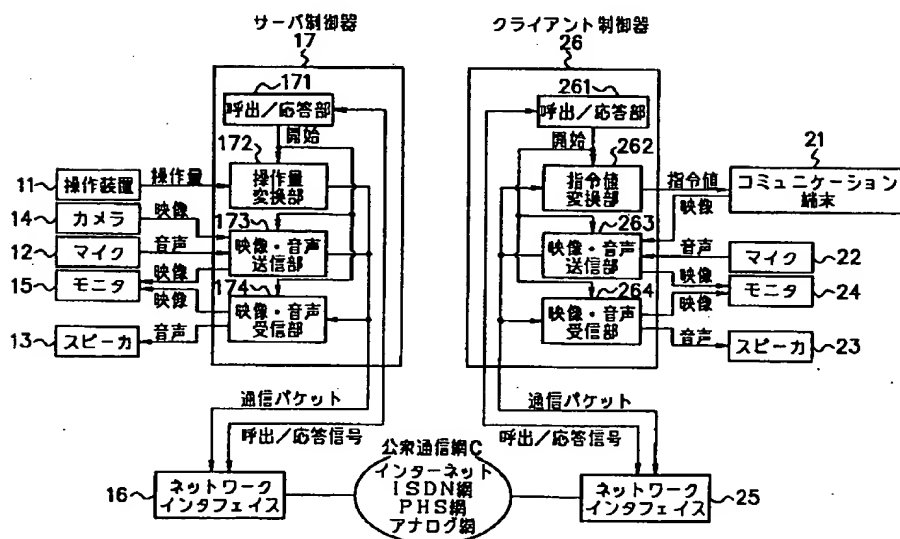 サーバ制御器
17
クライアント制御器
26
171
呼出/応答部
開始
172
操作量
変換部
11
操作装置
操作量
14
カメラ
映像
173
12
マイク
音声
映像・音声
送信部
15
モニタ
映像
174
映像
映像・音声
受信部
13
スピーカ
音声
261
呼出/応答部
開始
262
指令値
変換部
指令値
21
コミュニケーション
端末
映像
263
映像・音声
送信部
音声
マイク
22
映像
モニタ
24
264
映像・音声
受信部
映像
音声
スピーカ
23
通信パケット
呼出/応答信号
通信パケット
呼出/応答信号
16
ネットワーク
インタフェイス
公衆通信網C
インターネット
ISDN網
PHS網
アナログ網
ネットワーク
インタフェイス
25